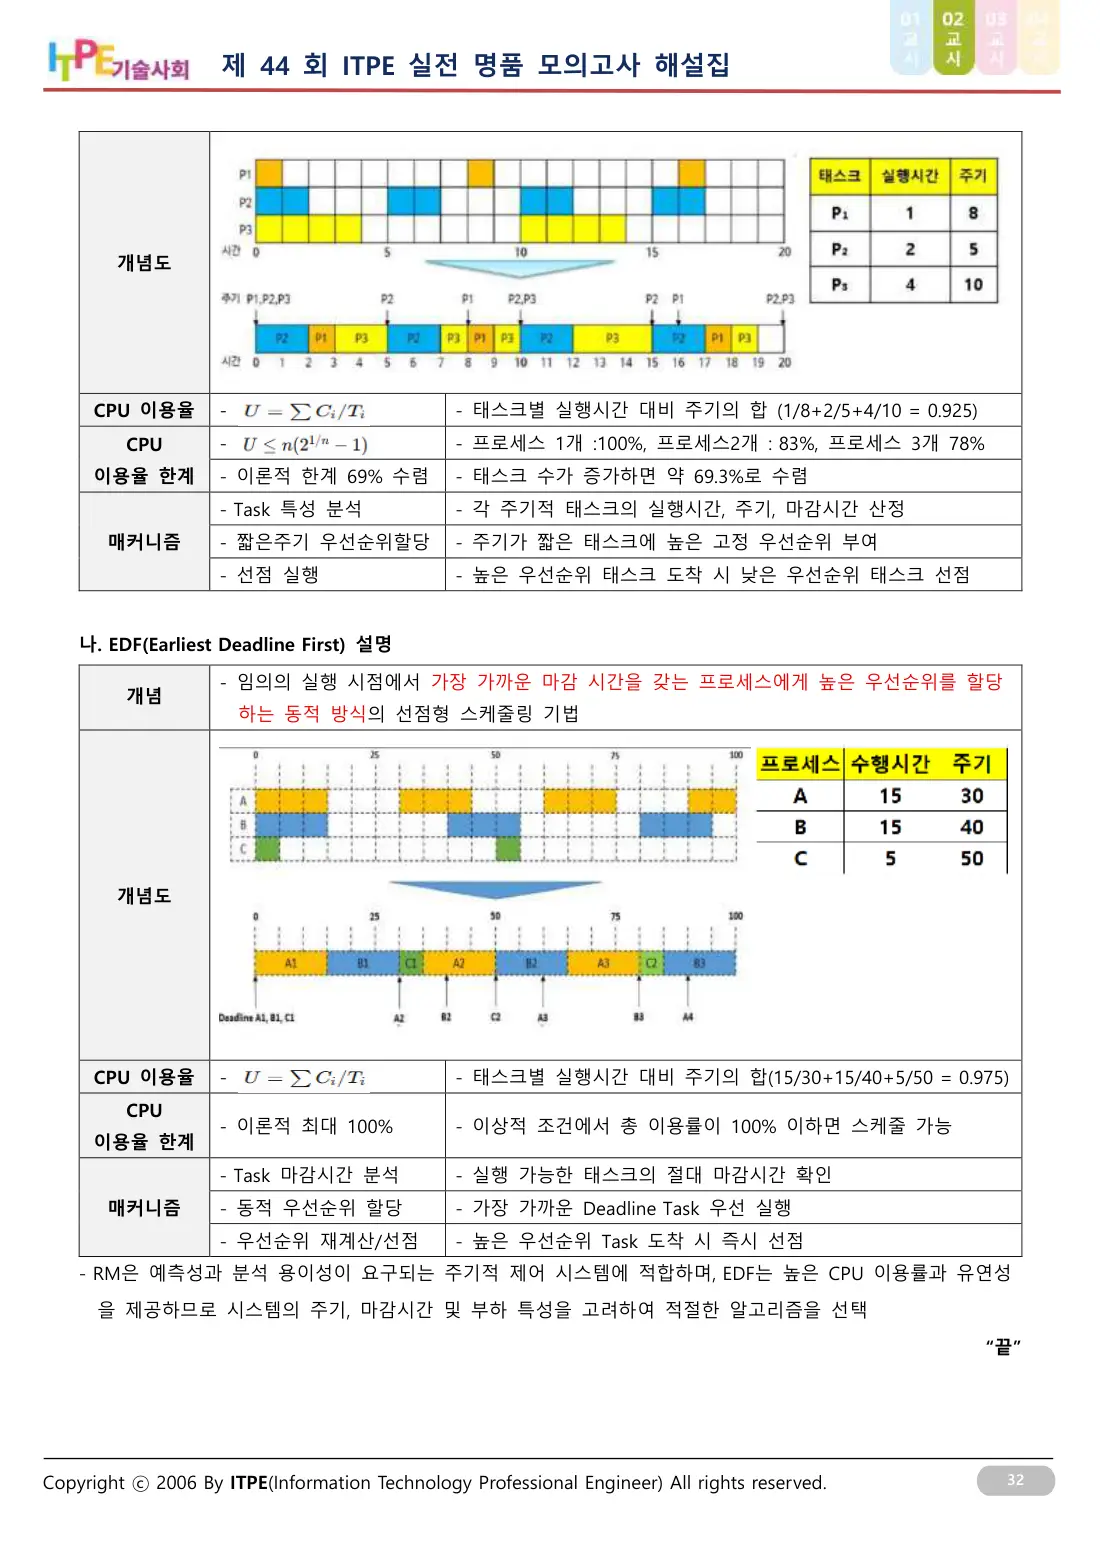 ITPE기술사회 제 44 회 ITPE 실전 명품 모의고사 해설집
01 교시 02 교시 03 교시 04 교시
개념도
P1
P2
P3
시간 0 5 10 15 20
태스크 실행시간 주기
P1 1 8
P2 2 5
P3 4 10
주기 P1,P2,P3 P2 P1 P2,P3 P2 P1 P2,P3
P2 P1 P3 P2 P3 P1 P3 P2 P3 P2 P1 P3
시간 0 1 2 3 4 5 6 7 8 9 10 11 12 13 14 15 16 17 18 19 20
CPU 이용율 - U = ∑ Ci/Ti - 태스크별 실행시간 대비 주기의 합 (1/8+2/5+4/10 = 0.925)
CPU 이용율 한계 - U ≤ n(2^{1/n} − 1) - 프로세스 1개 :100%, 프로세스2개 : 83%, 프로세스 3개 78%
- 이론적 한계 69% 수렴 - 태스크 수가 증가하면 약 69.3%로 수렴
매커니즘
- Task 특성 분석 - 각 주기적 태스크의 실행시간, 주기, 마감시간 산정
- 짧은주기 우선순위할당 - 주기가 짧은 태스크에 높은 고정 우선순위 부여
- 선점 실행 - 높은 우선순위 태스크 도착 시 낮은 우선순위 태스크 선점
나. EDF(Earliest Deadline First) 설명
개념
- 임의의 실행 시점에서 가장 가까운 마감 시간을 갖는 프로세스에게 높은 우선순위를 할당
하는 동적 방식의 선점형 스케줄링 기법
개념도
0 25 50 75 100
A
B
C
프로세스 수행시간 주기
A 15 30
B 15 40
C 5 50
0 25 50 75 100
A1 B1 C1 A2 B2 A3 C2 B3
Deadline A1, B1, C1 A2 B2 C2 A3 B3 A4
CPU 이용율 - U = ∑ Ci/Ti - 태스크별 실행시간 대비 주기의 합(15/30+15/40+5/50 = 0.975)
CPU
이용율 한계
- 이론적 최대 100% - 이상적 조건에서 총 이용률이 100% 이하면 스케줄 가능
매커니즘
- Task 마감시간 분석 - 실행 가능한 태스크의 절대 마감시간 확인
- 동적 우선순위 할당 - 가장 가까운 Deadline Task 우선 실행
- 우선순위 재계산/선점 - 높은 우선순위 Task 도착 시 즉시 선점
- RM은 예측성과 분석 용이성이 요구되는 주기적 제어 시스템에 적합하며, EDF는 높은 CPU 이용률과 유연성
을 제공하므로 시스템의 주기, 마감시간 및 부하 특성을 고려하여 적절한 알고리즘을 선택
“끝”
Copyright ⓒ 2006 By ITPE(Information Technology Professional Engineer) All rights reserved.
32